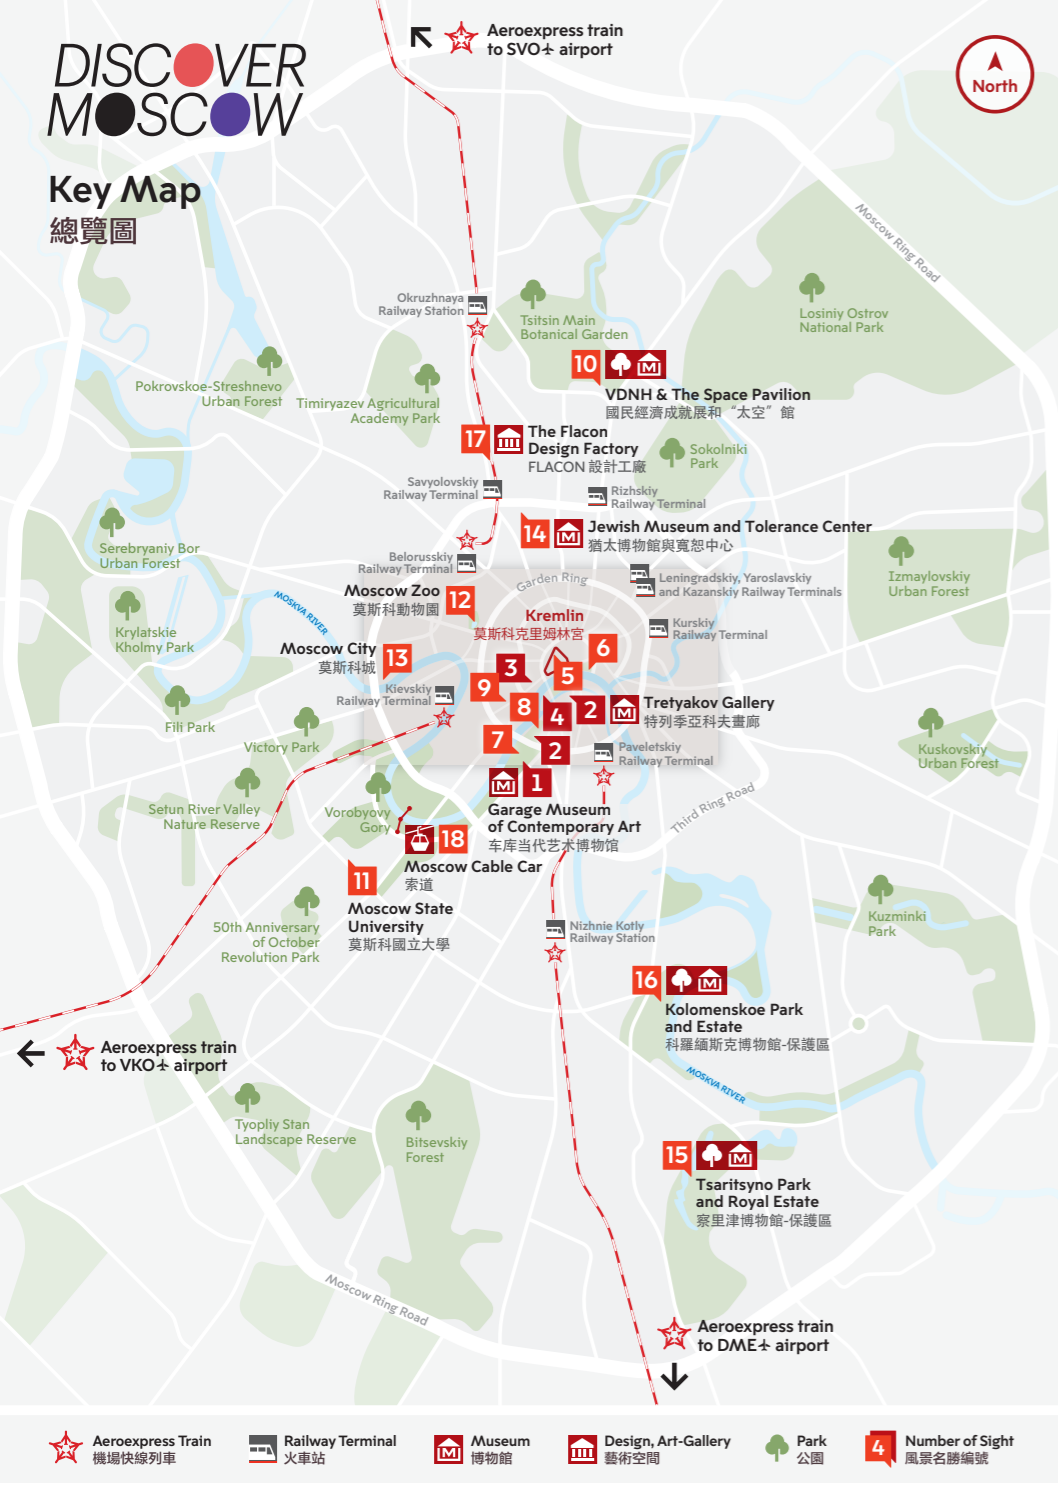 Aeroexpress train
to SVO airport
DISCOVER
MOSCOW
North
Key Map
總覽圖
Moscow Ring Road
Okruzhnaya
Railway Station
Tsitsin Main
Botanical Garden
Losiniy Ostrov
National Park
10
VDNH & The Space Pavilion
國民經濟成就展和“太空”館
Pokrovskoe-Streshnevo
Urban Forest
Timiryazev Agricultural
Academy Park
17
The Flacon
Design Factory
FLACON 設計工廠
Sokolniki
Park
Savyolovskiy
Railway Terminal
Rizhskiy
Railway Terminal
14
Jewish Museum and Tolerance Center
猶太博物館與寬恕中心
Serebryaniy Bor
Urban Forest
Belorusskiy
Railway Terminal
Garden Ring
Leningradskiy, Yaroslavskiy
and Kazanskiy Railway Terminals
Izmaylovskiy
Urban Forest
Moscow Zoo
莫斯科動物園
12
MOSKVA RIVER
Kremlin
莫斯科克里姆林宮
Kurskiy
Railway Terminal
Krylatskie
Kholmy Park
Moscow City
莫斯科城
13
6
3
5
9
Kievskiy
Railway Terminal
8
4
2
Tretyakov Gallery
特列季亞科夫畫廊
Fili Park
Victory Park
7
2
Paveletskiy
Railway Terminal
Kuskovskiy
Urban Forest
1
Garage Museum
of Contemporary Art
车库当代艺术博物馆
Third Ring Road
Setun River Valley
Nature Reserve
Vorobyovy
Gory
18
Moscow Cable Car
索道
11
Moscow State
University
莫斯科國立大學
50th Anniversary
of October
Revolution Park
Kuzminki
Park
Nizhnie Kotly
Railway Station
16
Kolomenskoe Park
and Estate
科羅緬斯克博物館-保護區
Aeroexpress train
to VKO airport
MOSKVA RIVER
Tyopliy Stan
Landscape Reserve
Bitsevskiy
Forest
15
Tsaritsyno Park
and Royal Estate
察里津博物館-保護區
Moscow Ring Road
Aeroexpress train
to DME airport
Aeroexpress Train
機場快線列車
Railway Terminal
火車站
M
Museum
博物館
Design, Art-Gallery
藝術空間
Park
公園
4
Number of Sight
風景名勝編號